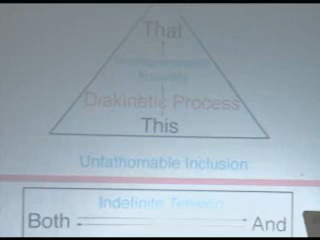 That
Drakinetic Process
This
Unfathomable Inclusion
Indefinite Tension
Both And